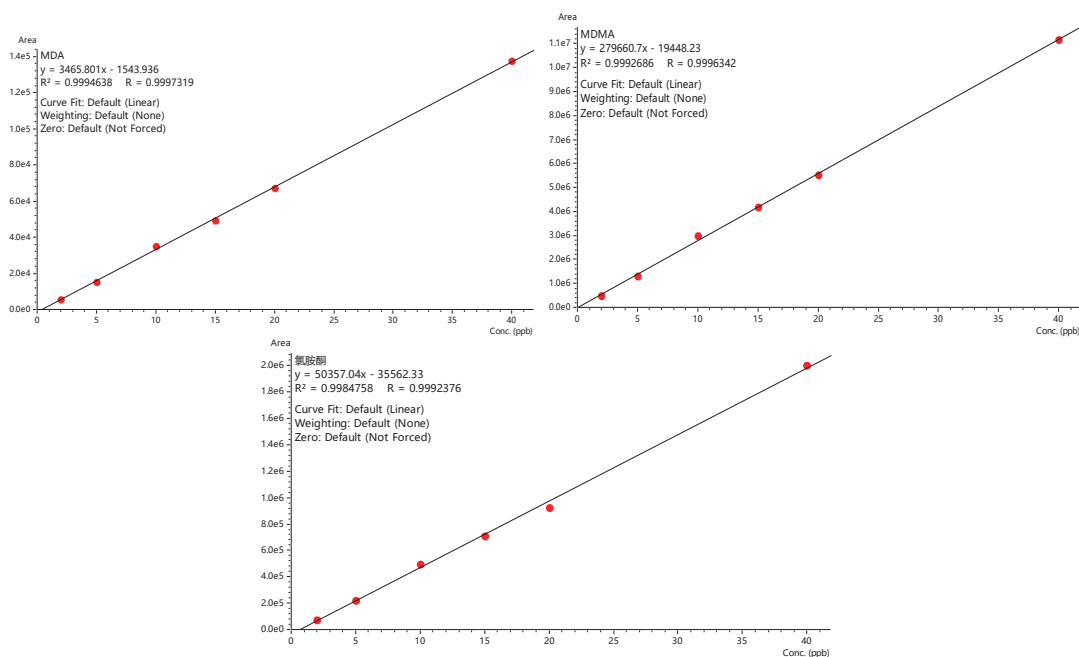 Area
MDA
y = 3465.801x - 1543.936
R² = 0.9994638 R = 0.9997319
Curve Fit: Default (Linear)
Weighting: Default (None)
Zero: Default (Not Forced)
1.4e5
1.2e5
1.0e5
8.0e4
6.0e4
4.0e4
2.0e4
0.0e0
0 5 10 15 20 25 30 35 40
Conc. (ppb)
Area
MDMA
y = 279660.7x - 19448.23
R² = 0.9992686 R = 0.9996342
Curve Fit: Default (Linear)
Weighting: Default (None)
Zero: Default (Not Forced)
1.1e7
1.0e7
9.0e6
8.0e6
7.0e6
6.0e6
5.0e6
4.0e6
3.0e6
2.0e6
1.0e6
0.0e0
0 5 10 15 20 25 30 35 40
Conc. (ppb)
Area
氯胺酮
y = 50357.04x - 35562.33
R² = 0.9984758 R = 0.9992376
Curve Fit: Default (Linear)
Weighting: Default (None)
Zero: Default (Not Forced)
2.0e6
1.8e6
1.6e6
1.4e6
1.2e6
1.0e6
8.0e5
6.0e5
4.0e5
2.0e5
0.0e0
0 5 10 15 20 25 30 35 40
Conc. (ppb)